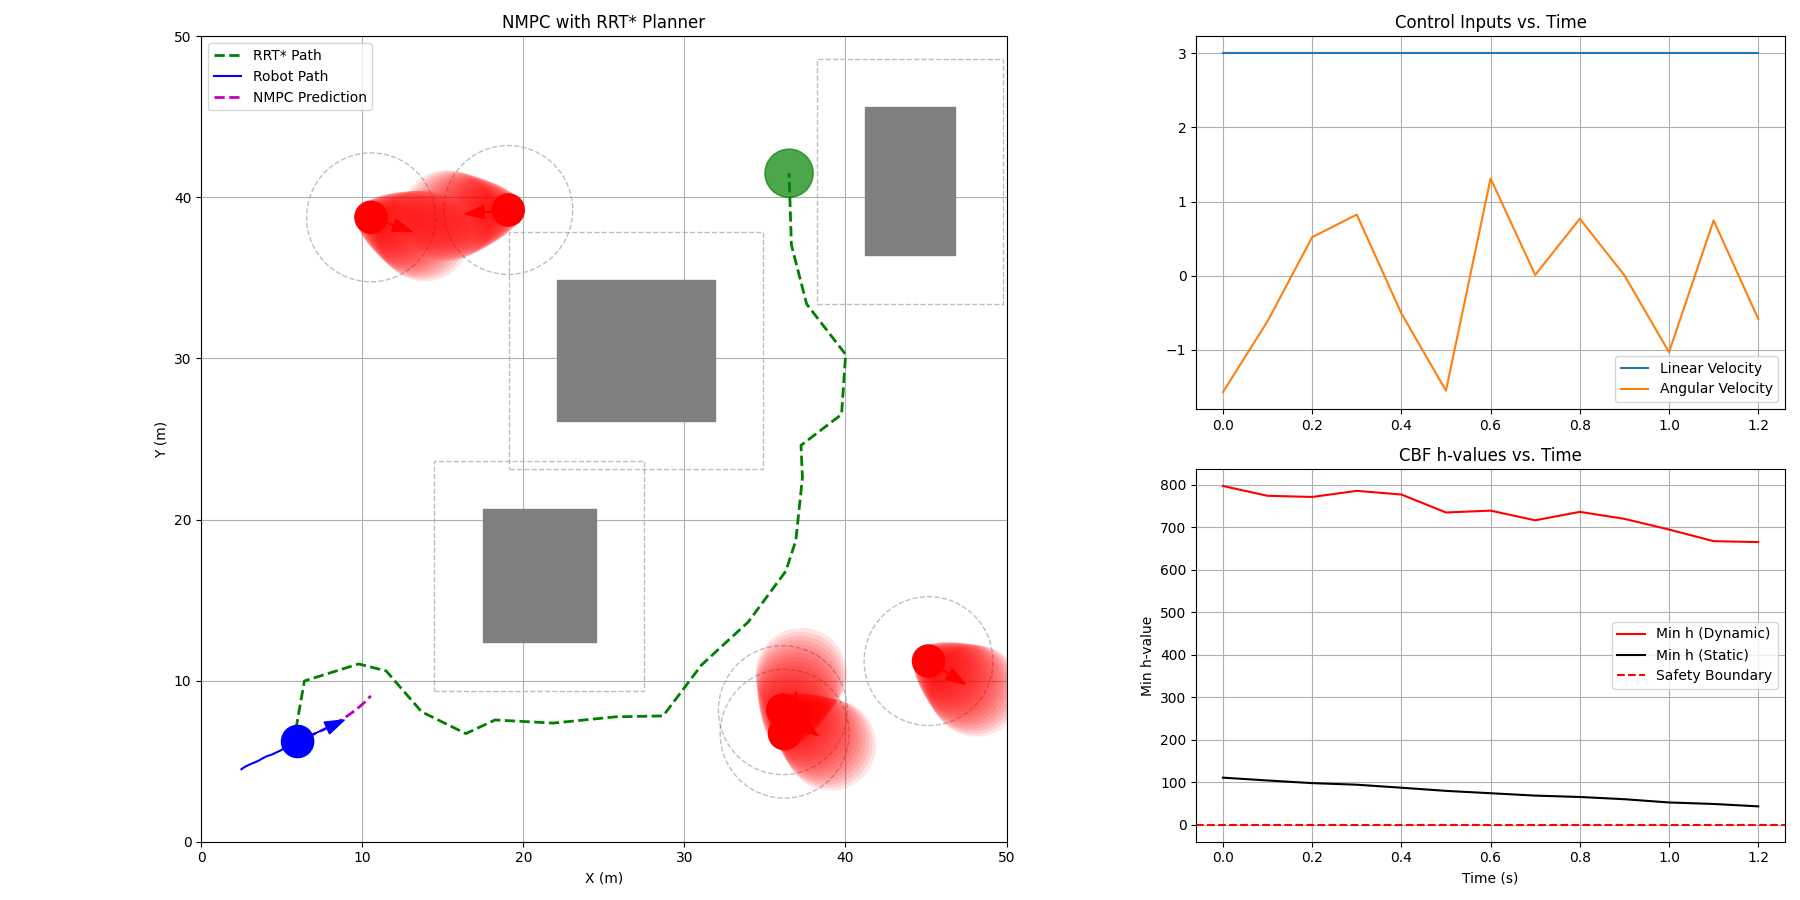 NMPC with RRT* Planner
RRT* Path
Robot Path
NMPC Prediction
50
40
30
20
10
0
Y (m)
0 10 20 30 40 50
X (m)
Control Inputs vs. Time
3
2
1
0
−1
Linear Velocity
Angular Velocity
0.0 0.2 0.4 0.6 0.8 1.0 1.2
CBF h-values vs. Time
800
700
600
500
400
300
200
100
0
Min h-value
Min h (Dynamic)
Min h (Static)
Safety Boundary
0.0 0.2 0.4 0.6 0.8 1.0 1.2
Time (s)